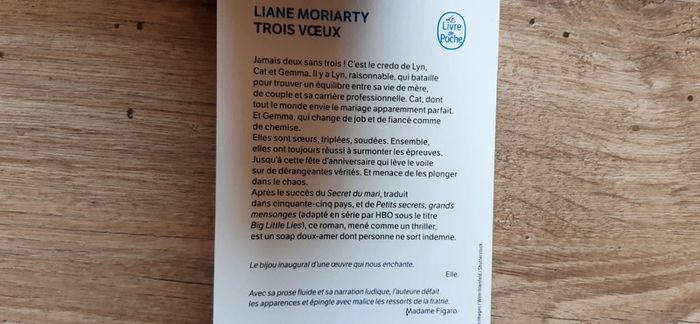 LIANE MORIARTY
TROIS VŒUX
Le
Livre
de
Poche
Jamais deux sans trois ! C'est le credo de Lyn,
Cat et Gemma. Il y a Lyn, raisonnable, qui bataille
pour trouver un équilibre entre sa vie de mère,
de couple et sa carrière professionnelle. Cat, dont
tout le monde envie le mariage apparemment parfait.
Et Gemma, qui change de job et de fiancé comme
de chemise.
Elles sont sœurs, triplées, soudées. Ensemble,
elles ont toujours réussi à surmonter les épreuves.
Jusqu'à cette fête d'anniversaire qui lève le voile
sur de dérangeantes vérités. Et menace de les plonger
dans le chaos.
Après le succès du Secret du mari, traduit
dans cinquante-cinq pays, et de Petits secrets, grands
mensonges (adapté en série par HBO sous le titre
Big Little Lies), ce roman, mené comme un thriller,
est un soap doux-amer dont personne ne sort indemne.
Le bijou inaugural d'une œuvre qui nous enchante.
Elle.
Avec sa prose fluide et sa narration ludique, l'auteure défait
les apparences et épingle avec malice les ressorts de la fratrie.
Madame Figaro.